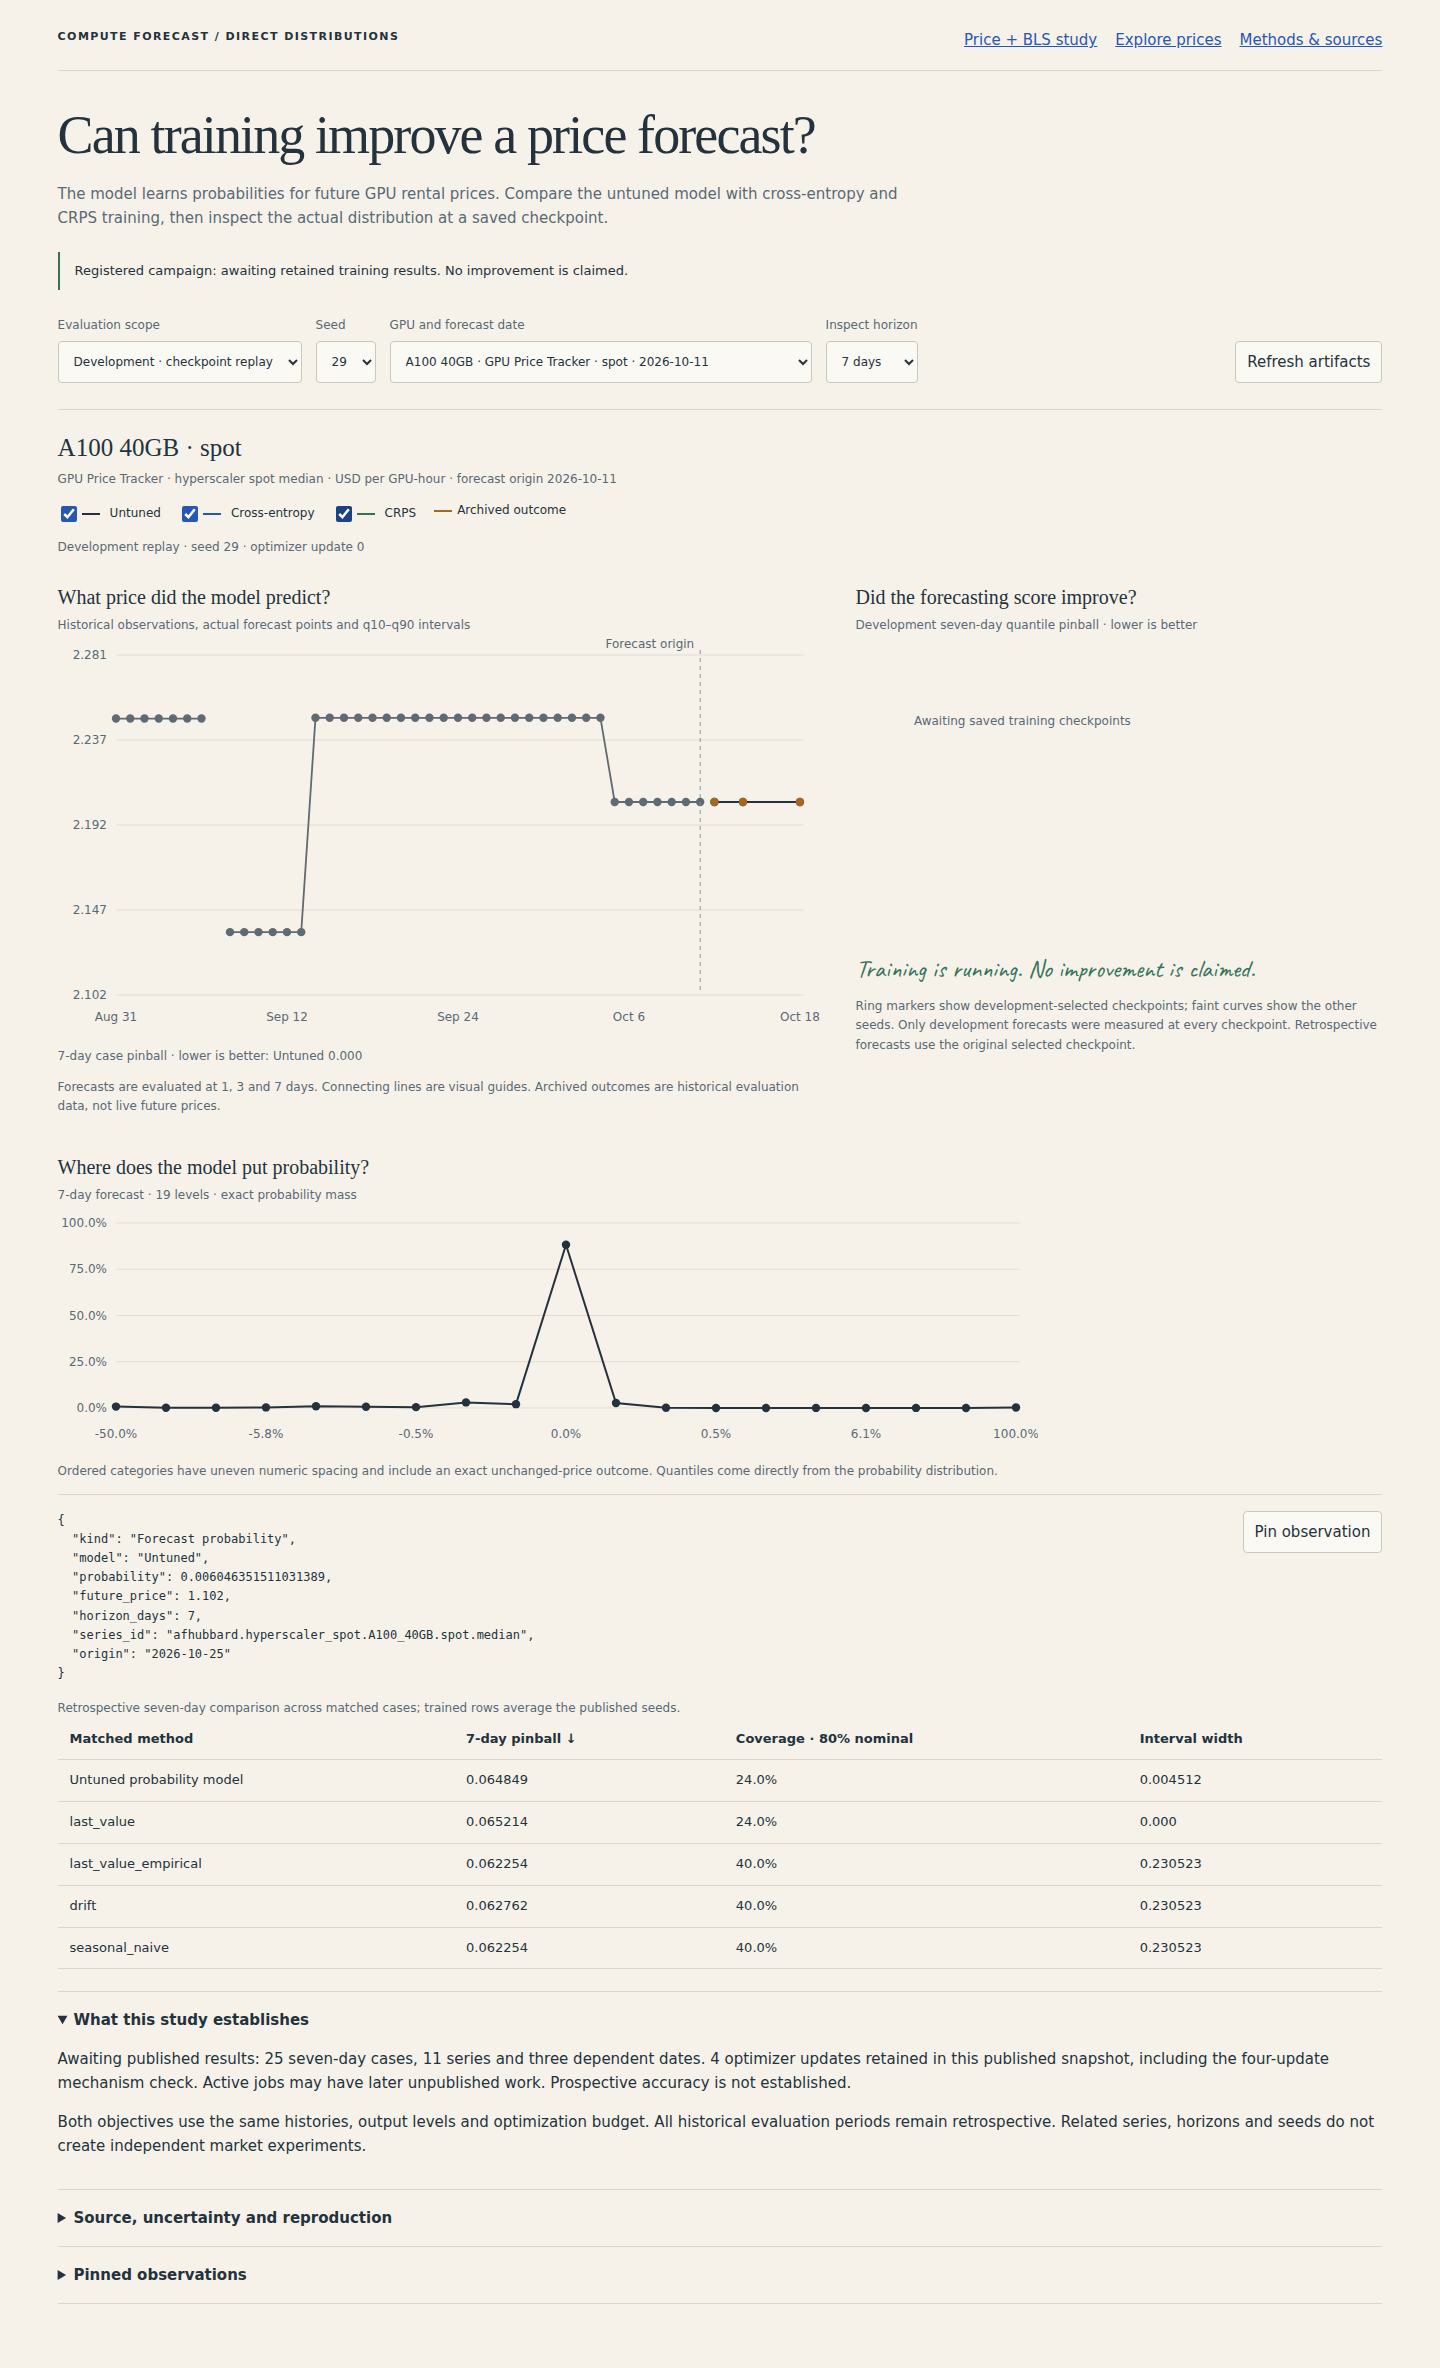 COMPUTE FORECAST / DIRECT DISTRIBUTIONS
Price + BLS study Explore prices Methods & sources
Can training improve a price forecast?
The model learns probabilities for future GPU rental prices. Compare the untuned model with cross-entropy and
CRPS training, then inspect the actual distribution at a saved checkpoint.
Registered campaign: awaiting retained training results. No improvement is claimed.
Evaluation scope Seed GPU and forecast date Inspect horizon
Development · checkpoint replay 29 A100 40GB · GPU Price Tracker · spot · 2026-10-11 7 days Refresh artifacts
A100 40GB · spot
GPU Price Tracker · hyperscaler spot median · USD per GPU-hour · forecast origin 2026-10-11
Untuned Cross-entropy CRPS Archived outcome
Development replay · seed 29 · optimizer update 0
What price did the model predict?
Historical observations, actual forecast points and q10–q90 intervals
Forecast origin
2.281
2.237
2.192
2.147
2.102
Aug 31 Sep 12 Sep 24 Oct 6 Oct 18
7-day case pinball · lower is better: Untuned 0.000
Forecasts are evaluated at 1, 3 and 7 days. Connecting lines are visual guides. Archived outcomes are historical evaluation
data, not live future prices.
Did the forecasting score improve?
Development seven-day quantile pinball · lower is better
Awaiting saved training checkpoints
Training is running. No improvement is claimed.
Ring markers show development-selected checkpoints; faint curves show the other
seeds. Only development forecasts were measured at every checkpoint. Retrospective
forecasts use the original selected checkpoint.
Where does the model put probability?
7-day forecast · 19 levels · exact probability mass
100.0%
75.0%
50.0%
25.0%
0.0%
-50.0% -5.8% -0.5% 0.0% 0.5% 6.1% 100.0%
Ordered categories have uneven numeric spacing and include an exact unchanged-price outcome. Quantiles come directly from the probability distribution.
{
"kind": "Forecast probability",
"model": "Untuned",
"probability": 0.006046351511031389,
"future_price": 1.102,
"horizon_days": 7,
"series_id": "afhubbard.hyperscaler_spot.A100_40GB.spot.median",
"origin": "2026-10-25"
}
Pin observation
Retrospective seven-day comparison across matched cases; trained rows average the published seeds.
Matched method 7-day pinball ↓ Coverage · 80% nominal Interval width
Untuned probability model 0.064849 24.0% 0.004512
last_value 0.065214 24.0% 0.000
last_value_empirical 0.062254 40.0% 0.230523
drift 0.062762 40.0% 0.230523
seasonal_naive 0.062254 40.0% 0.230523
What this study establishes
Awaiting published results: 25 seven-day cases, 11 series and three dependent dates. 4 optimizer updates retained in this published snapshot, including the four-update
mechanism check. Active jobs may have later unpublished work. Prospective accuracy is not established.
Both objectives use the same histories, output levels and optimization budget. All historical evaluation periods remain retrospective. Related series, horizons and seeds do not
create independent market experiments.
Source, uncertainty and reproduction
Pinned observations